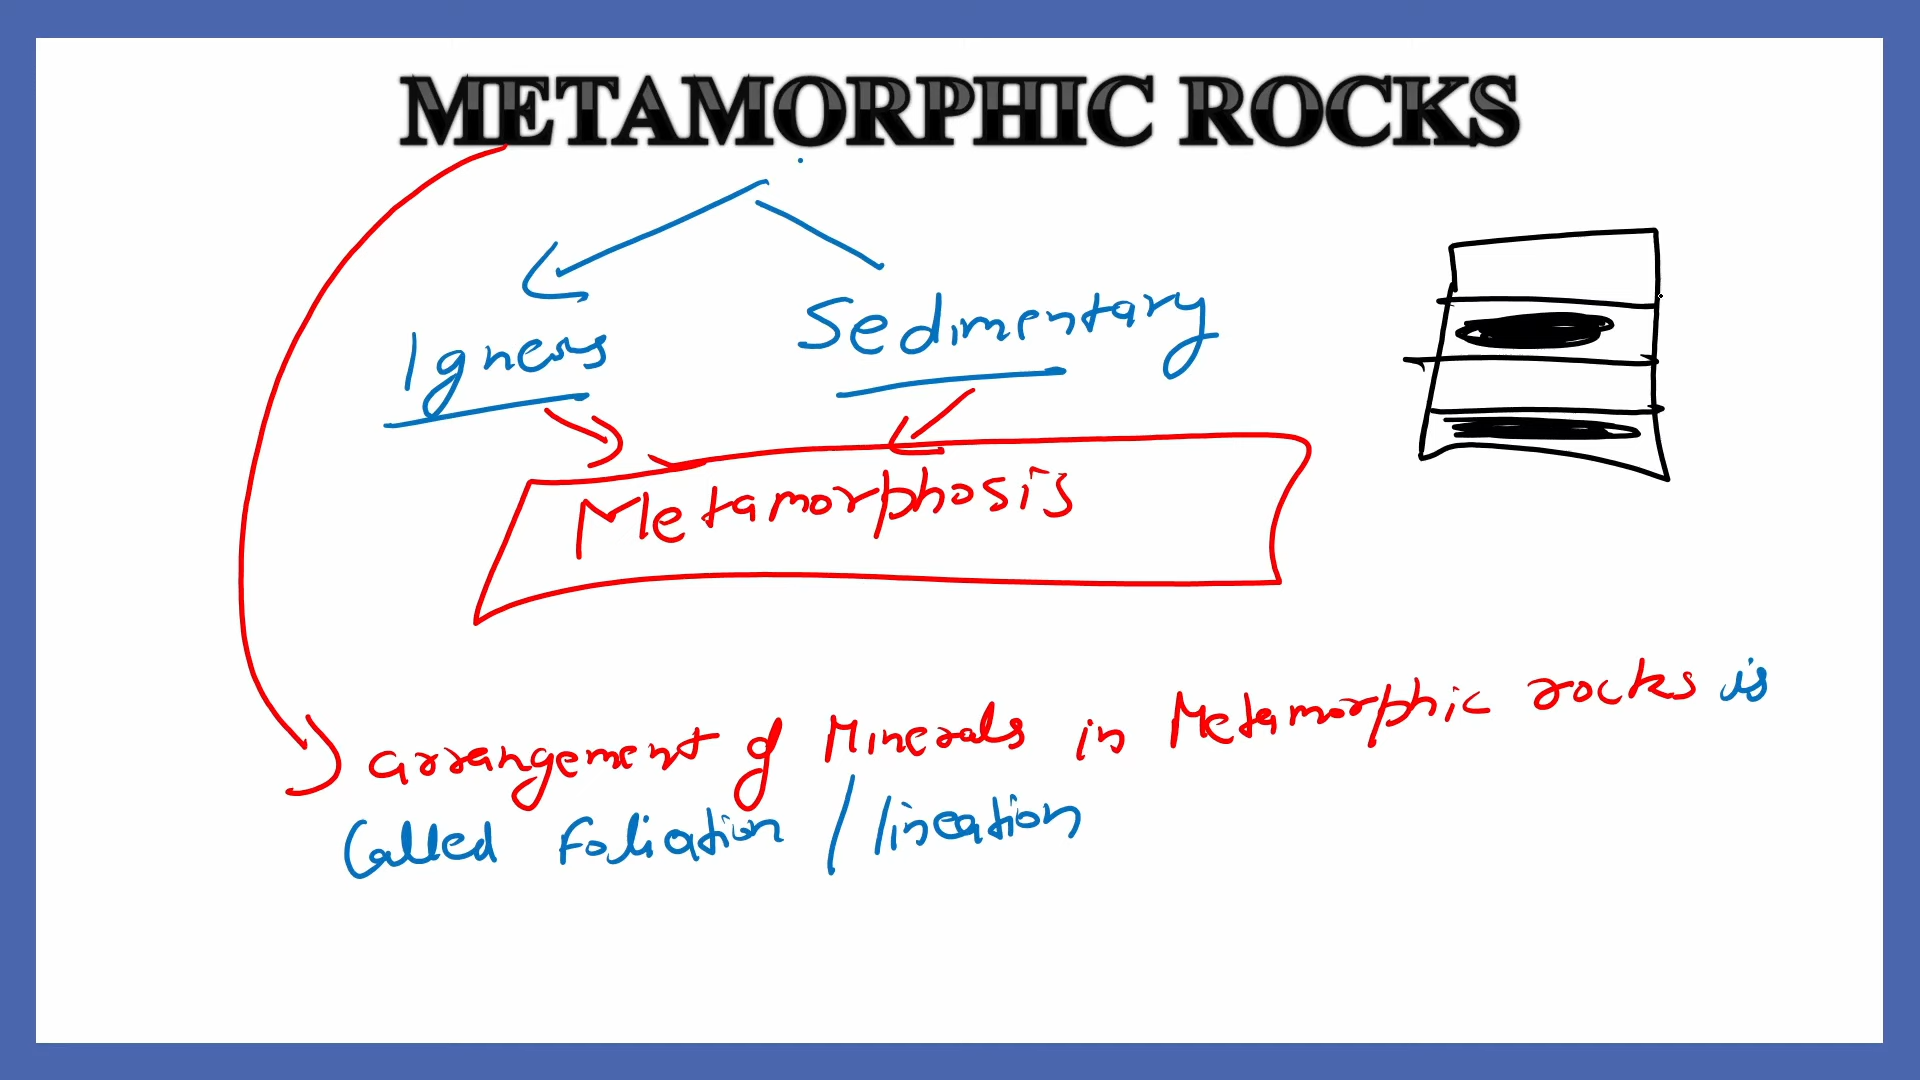 METAMORPHIC ROCKS
Igneous
Sedimentary
Metamorphosis
arrangement of Minerals in Metamorphic rocks is
Called Foliation / lineation